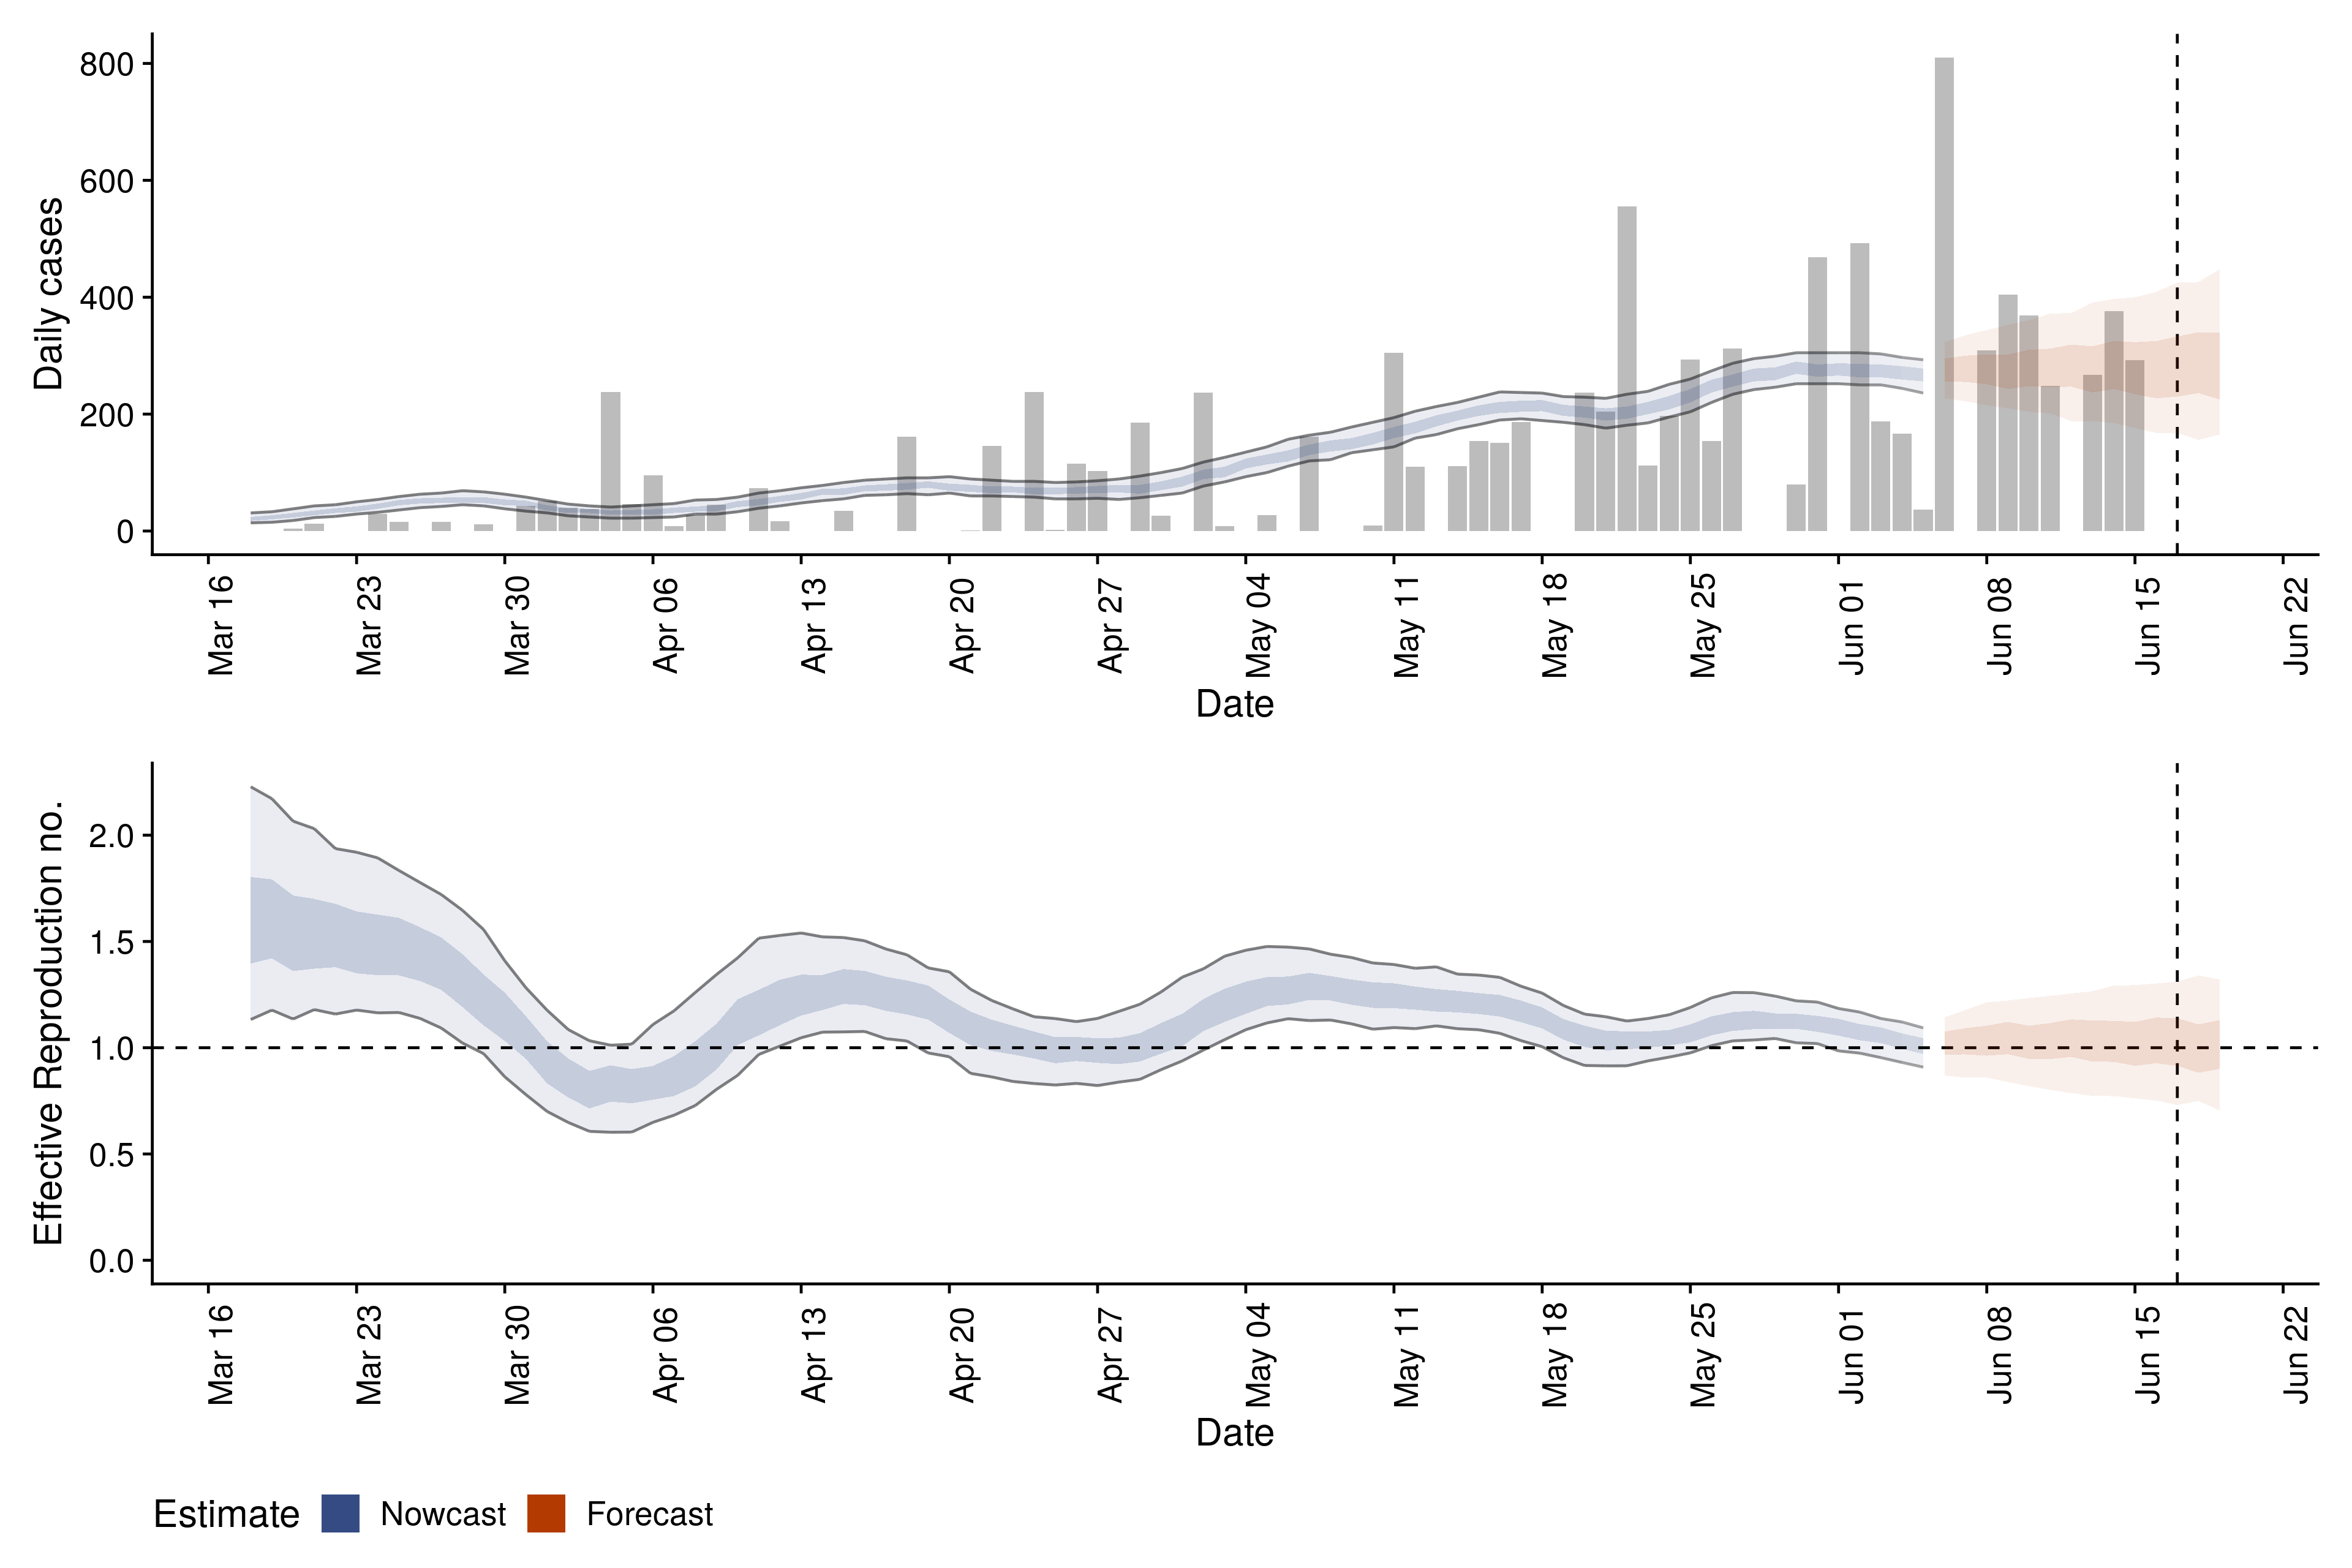 Daily cases
800
600
400
200
0
Mar 16
Mar 23
Mar 30
Apr 06
Apr 13
Apr 20
Apr 27
May 04
May 11
May 18
May 25
Jun 01
Jun 08
Jun 15
Jun 22
Date
Effective Reproduction no.
2.0
1.5
1.0
0.5
0.0
Mar 16
Mar 23
Mar 30
Apr 06
Apr 13
Apr 20
Apr 27
May 04
May 11
May 18
May 25
Jun 01
Jun 08
Jun 15
Jun 22
Date
Estimate Nowcast Forecast